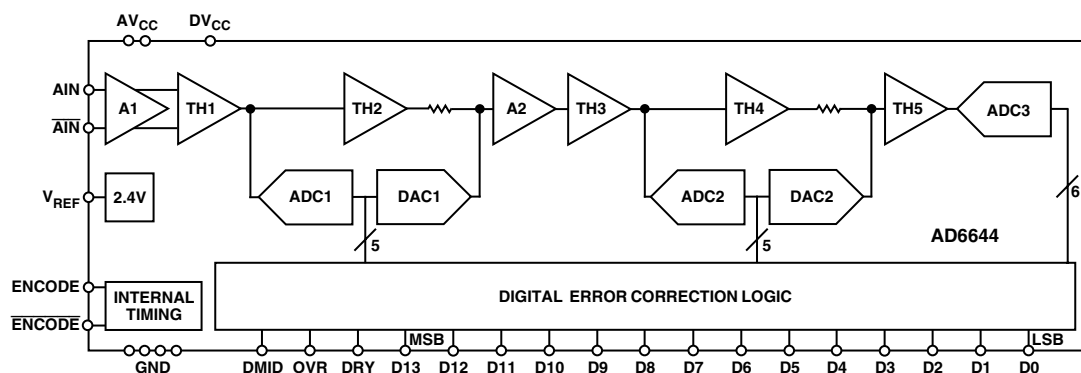 AVCC DVCC
AIN
AIN
A1 TH1 TH2 A2 TH3 TH4 TH5 ADC3
VREF 2.4V ADC1 DAC1 ADC2 DAC2 6
5 5 AD6644
ENCODE
ENCODE
INTERNAL
TIMING
DIGITAL ERROR CORRECTION LOGIC
MSB LSB
GND DMID OVR DRY D13 D12 D11 D10 D9 D8 D7 D6 D5 D4 D3 D2 D1 D0